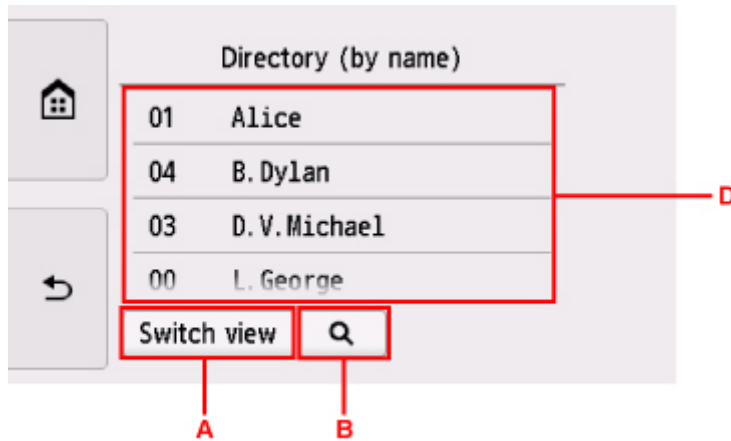 Directory (by name)
01 Alice
04 B.Dylan
03 D.V.Michael
00 L.George
Switch view
A
B
D